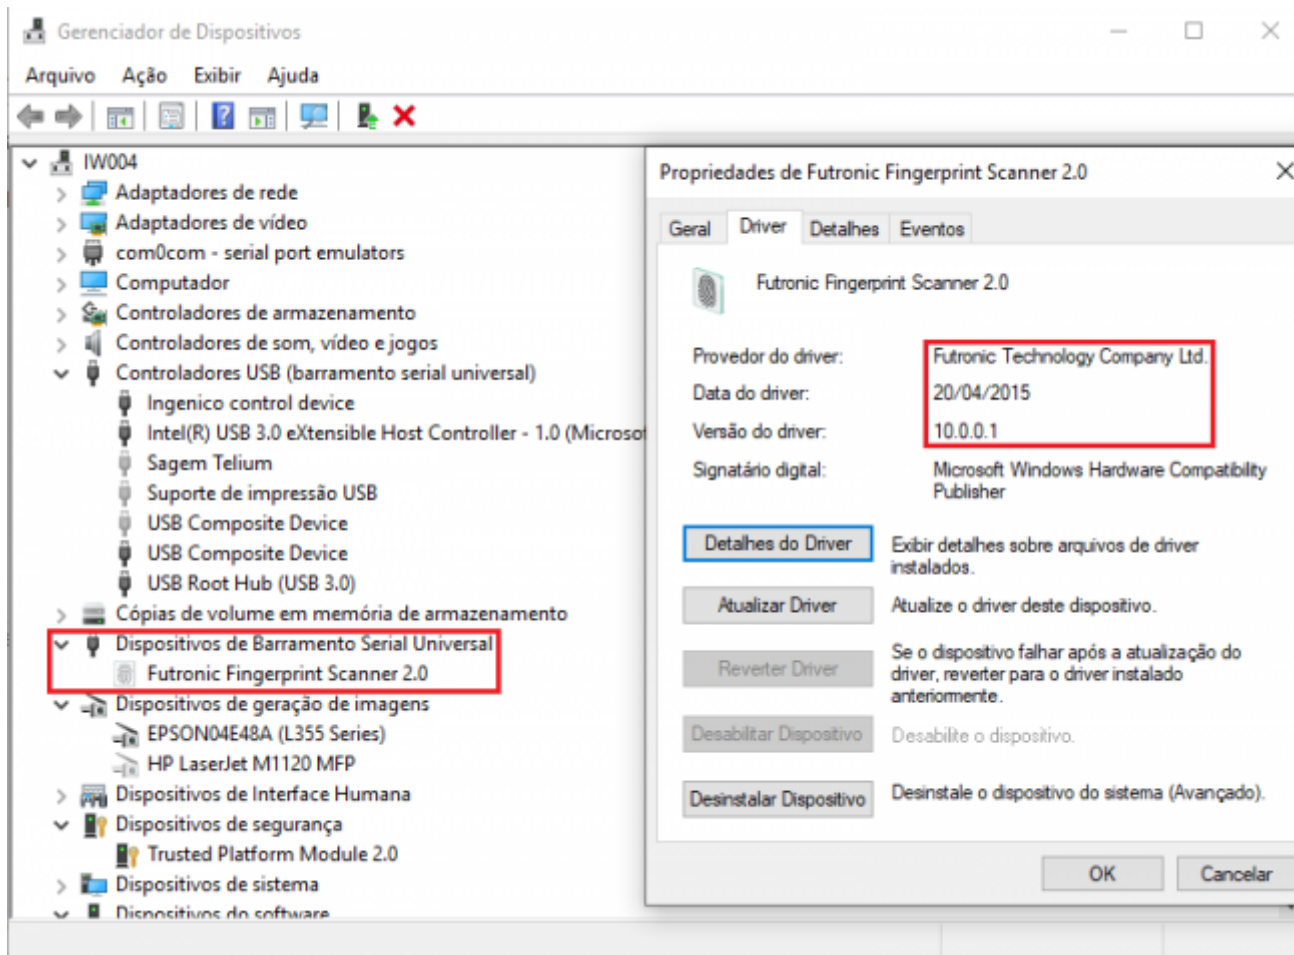 Gerenciador de Dispositivos
Arquivo Ação Exibir Ajuda
IW004
Adaptadores de rede
Adaptadores de vídeo
com0com - serial port emulators
Computador
Controladores de armazenamento
Controladores de som, vídeo e jogos
Controladores USB (barramento serial universal)
Ingenico control device
Intel(R) USB 3.0 eXtensible Host Controller - 1.0 (Microsof
Sagem Telium
Suporte de impressão USB
USB Composite Device
USB Composite Device
USB Root Hub (USB 3.0)
Cópias de volume em memória de armazenamento
Dispositivos de Barramento Serial Universal
Futronic Fingerprint Scanner 2.0
Dispositivos de geração de imagens
EPSON04E48A (L355 Series)
HP LaserJet M1120 MFP
Dispositivos de Interface Humana
Dispositivos de segurança
Trusted Platform Module 2.0
Dispositivos de sistema
Dispositivos do software
Propriedades de Futronic Fingerprint Scanner 2.0
Geral Driver Detalhes Eventos
Futronic Fingerprint Scanner 2.0
Provedor do driver: Futronic Technology Company Ltd.
Data do driver: 20/04/2015
Versão do driver: 10.0.0.1
Signatário digital: Microsoft Windows Hardware Compatibility
Publisher
Detalhes do Driver Exibir detalhes sobre arquivos de driver
instalados.
Atualizar Driver Atualize o driver deste dispositivo.
Reverter Driver Se o dispositivo falhar após a atualização do
driver, reverter para o driver instalado
anteriormente.
Desabilitar Dispositivo Desabilite o dispositivo.
Desinstalar Dispositivo Desinstale o dispositivo do sistema (Avançado).
OK Cancelar